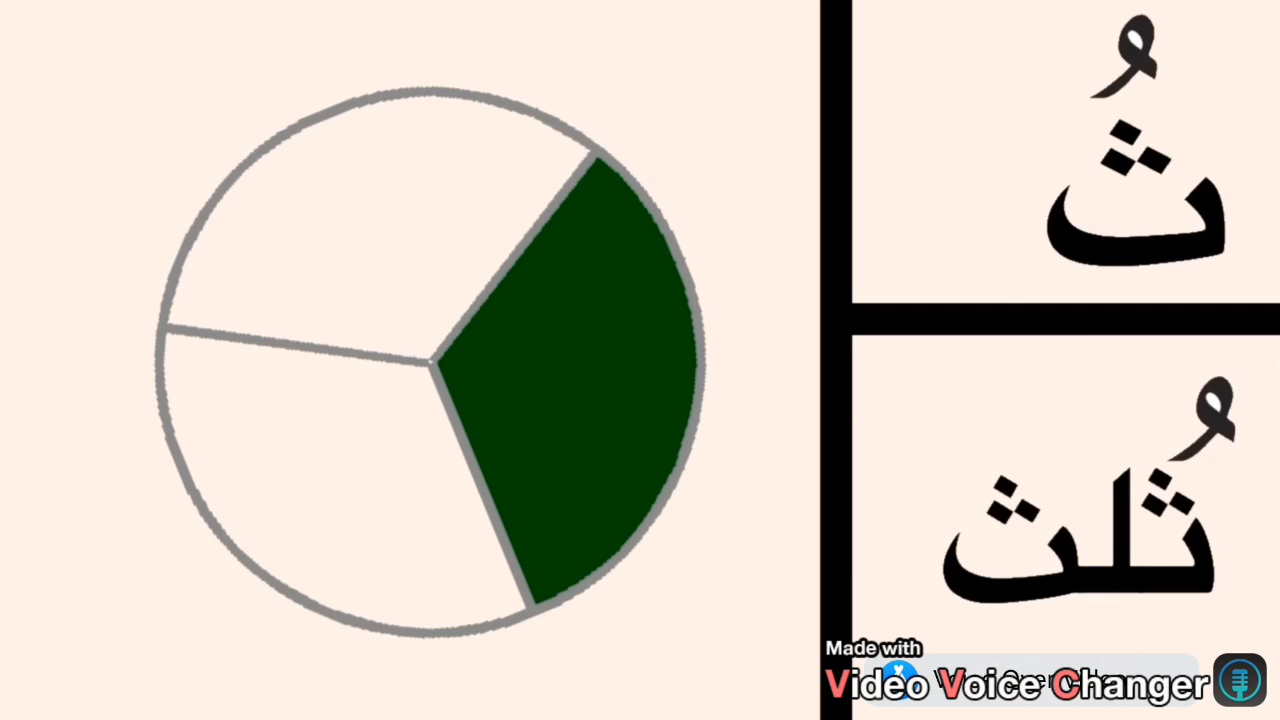 ثُ
ثُلث
Made with
Video Voice Changer